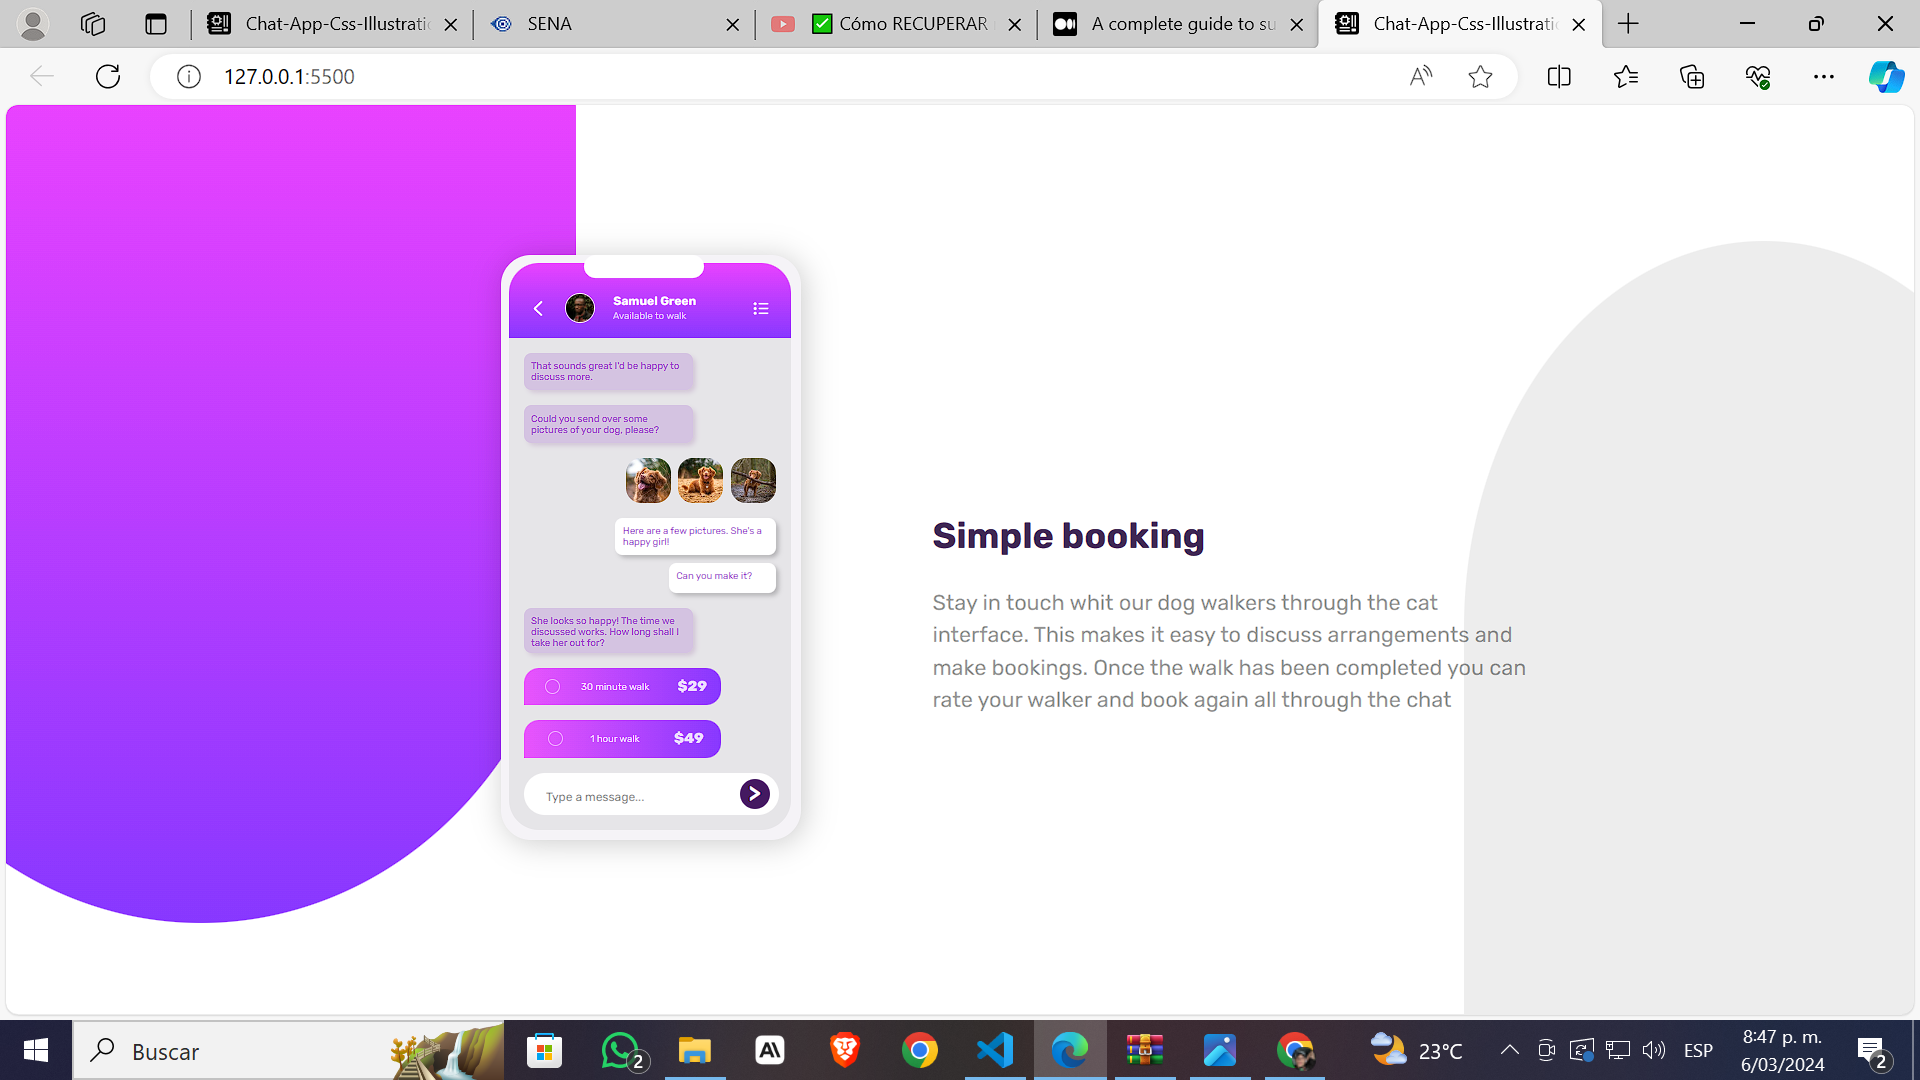 Chat-App-Css-Illustratic
SENA
Cómo RECUPERAR
A complete guide to su
Chat-App-Css-Illustratic
127.0.0.1:5500
Samuel Green
Available to walk
That sounds great I'd be happy to
discuss more.
Could you send over some
pictures of your dog, please?
Here are a few pictures. She's a
happy girl!
Can you make it?
She looks so happy! The time we
discussed works. How long shall I
take her out for?
30 minute walk $29
1 hour walk $49
Type a message...
Simple booking
Stay in touch whit our dog walkers through the cat
interface. This makes it easy to discuss arrangements and
make bookings. Once the walk has been completed you can
rate your walker and book again all through the chat
Buscar
2
23°C
ESP
8:47 p. m.
6/03/2024
2